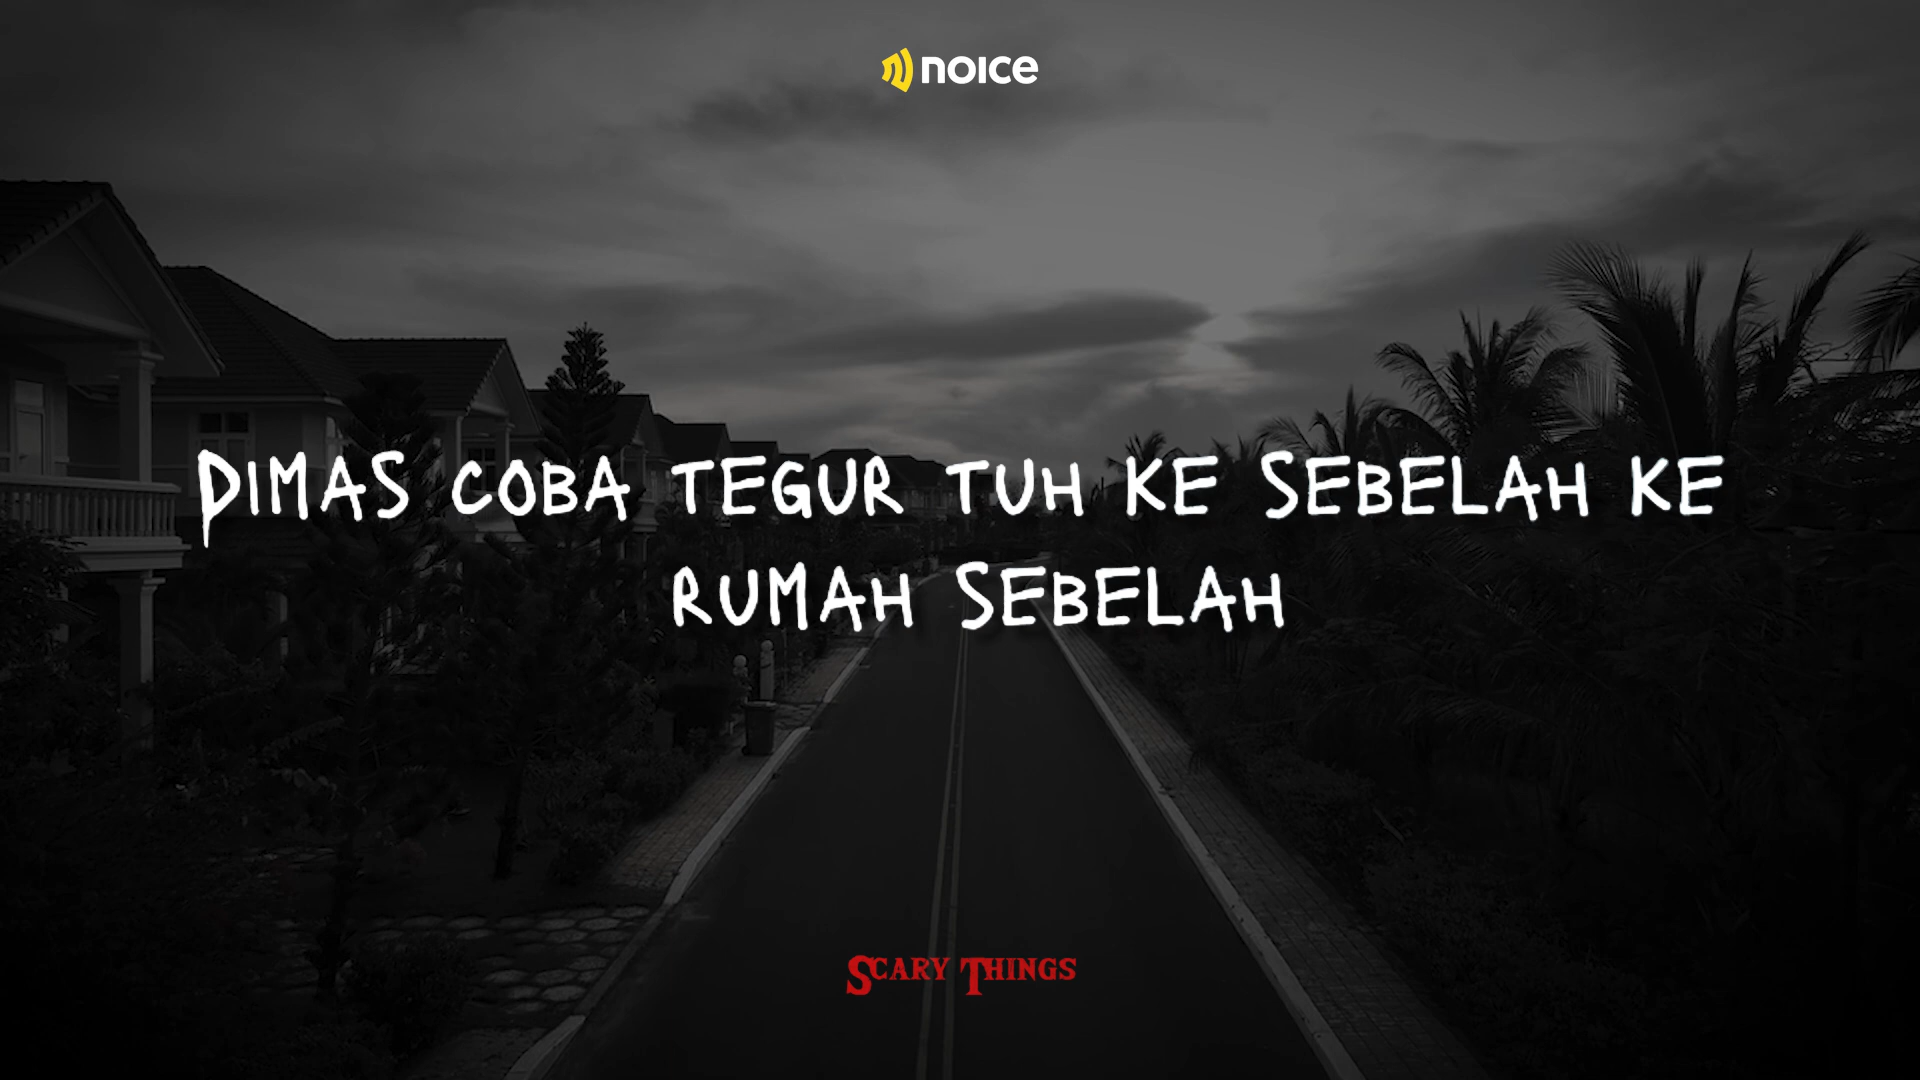 noice
DIMAS COBA TEGUR TUH KE SEBELAH KE
RUMAH SEBELAH
SCARY THINGS